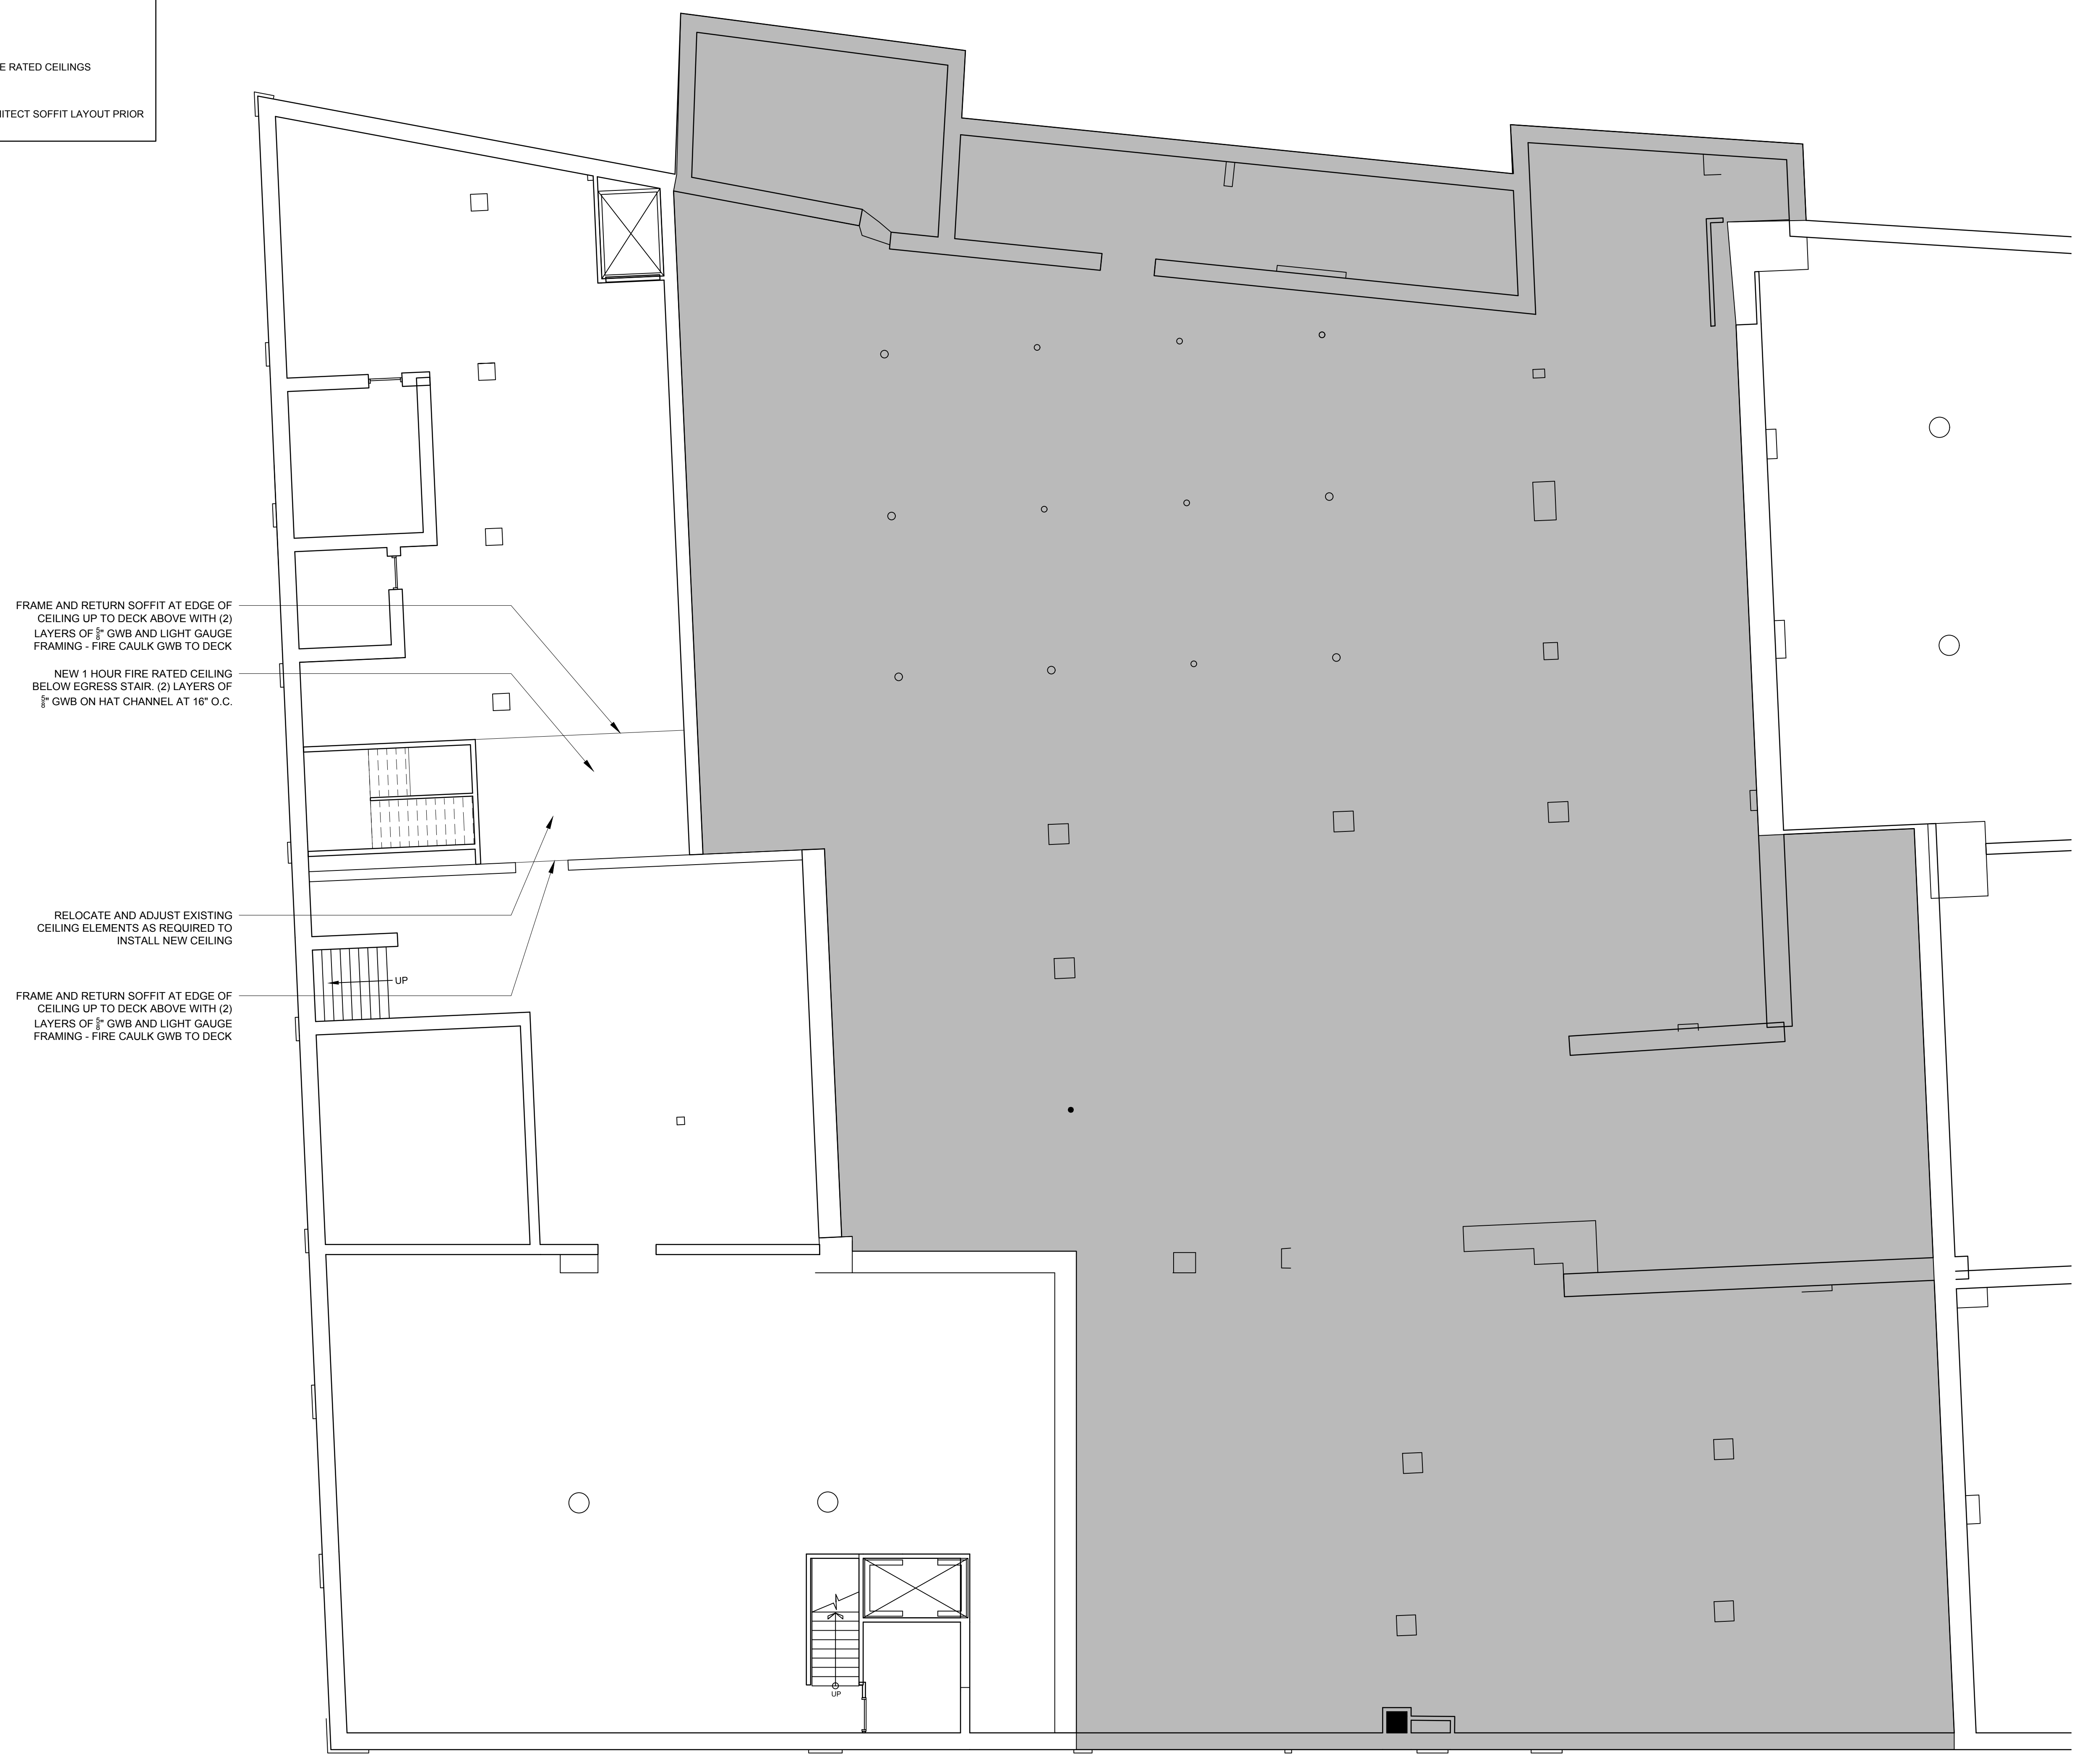 E RATED CEILINGS
HITECT SOFFIT LAYOUT PRIOR
FRAME AND RETURN SOFFIT AT EDGE OF
CEILING UP TO DECK ABOVE WITH (2)
LAYERS OF 5/8" GWB AND LIGHT GAUGE
FRAMING - FIRE CAULK GWB TO DECK
NEW 1 HOUR FIRE RATED CEILING
BELOW EGRESS STAIR. (2) LAYERS OF
5/8" GWB ON HAT CHANNEL AT 16" O.C.
RELOCATE AND ADJUST EXISTING
CEILING ELEMENTS AS REQUIRED TO
INSTALL NEW CEILING
UP
FRAME AND RETURN SOFFIT AT EDGE OF
CEILING UP TO DECK ABOVE WITH (2)
LAYERS OF 5/8" GWB AND LIGHT GAUGE
FRAMING - FIRE CAULK GWB TO DECK
UP